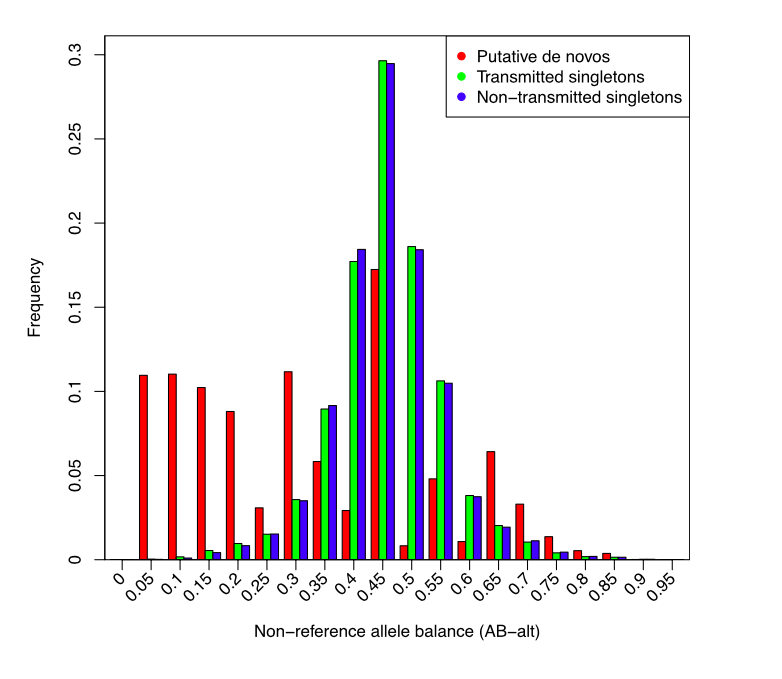 Putative de novos
Transmitted singletons
Non−transmitted singletons
0.3
0.25
0.2
0.15
0.1
0.05
0
Frequency
0 0.05 0.1 0.15 0.2 0.25 0.3 0.35 0.4 0.45 0.5 0.55 0.6 0.65 0.7 0.75 0.8 0.85 0.9 0.95
Non−reference allele balance (AB−alt)